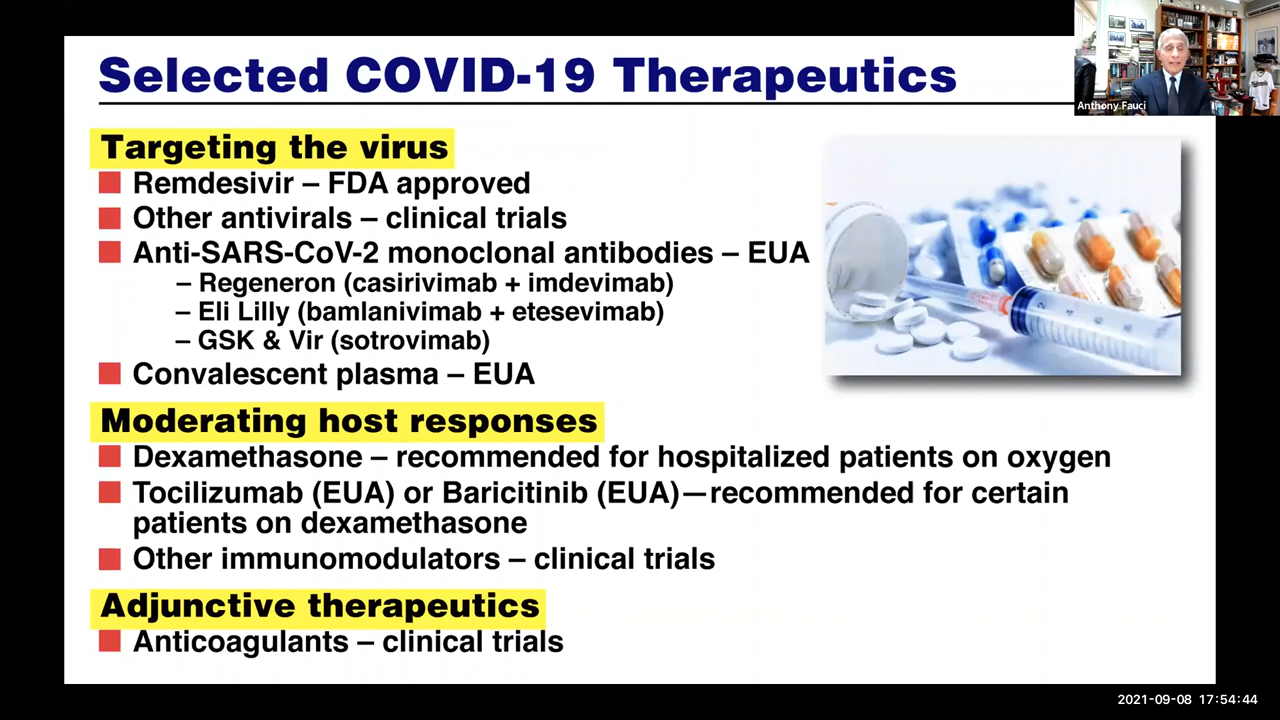 Selected COVID-19 Therapeutics
Anthony Fauci
Targeting the virus
Remdesivir – FDA approved
Other antivirals – clinical trials
Anti-SARS-CoV-2 monoclonal antibodies – EUA
– Regeneron (casirivimab + imdevimab)
– Eli Lilly (bamlanivimab + etesevimab)
– GSK & Vir (sotrovimab)
Convalescent plasma – EUA
Moderating host responses
Dexamethasone – recommended for hospitalized patients on oxygen
Tocilizumab (EUA) or Baricitinib (EUA)—recommended for certain
patients on dexamethasone
Other immunomodulators – clinical trials
Adjunctive therapeutics
Anticoagulants – clinical trials
2021-09-08 17:54:44